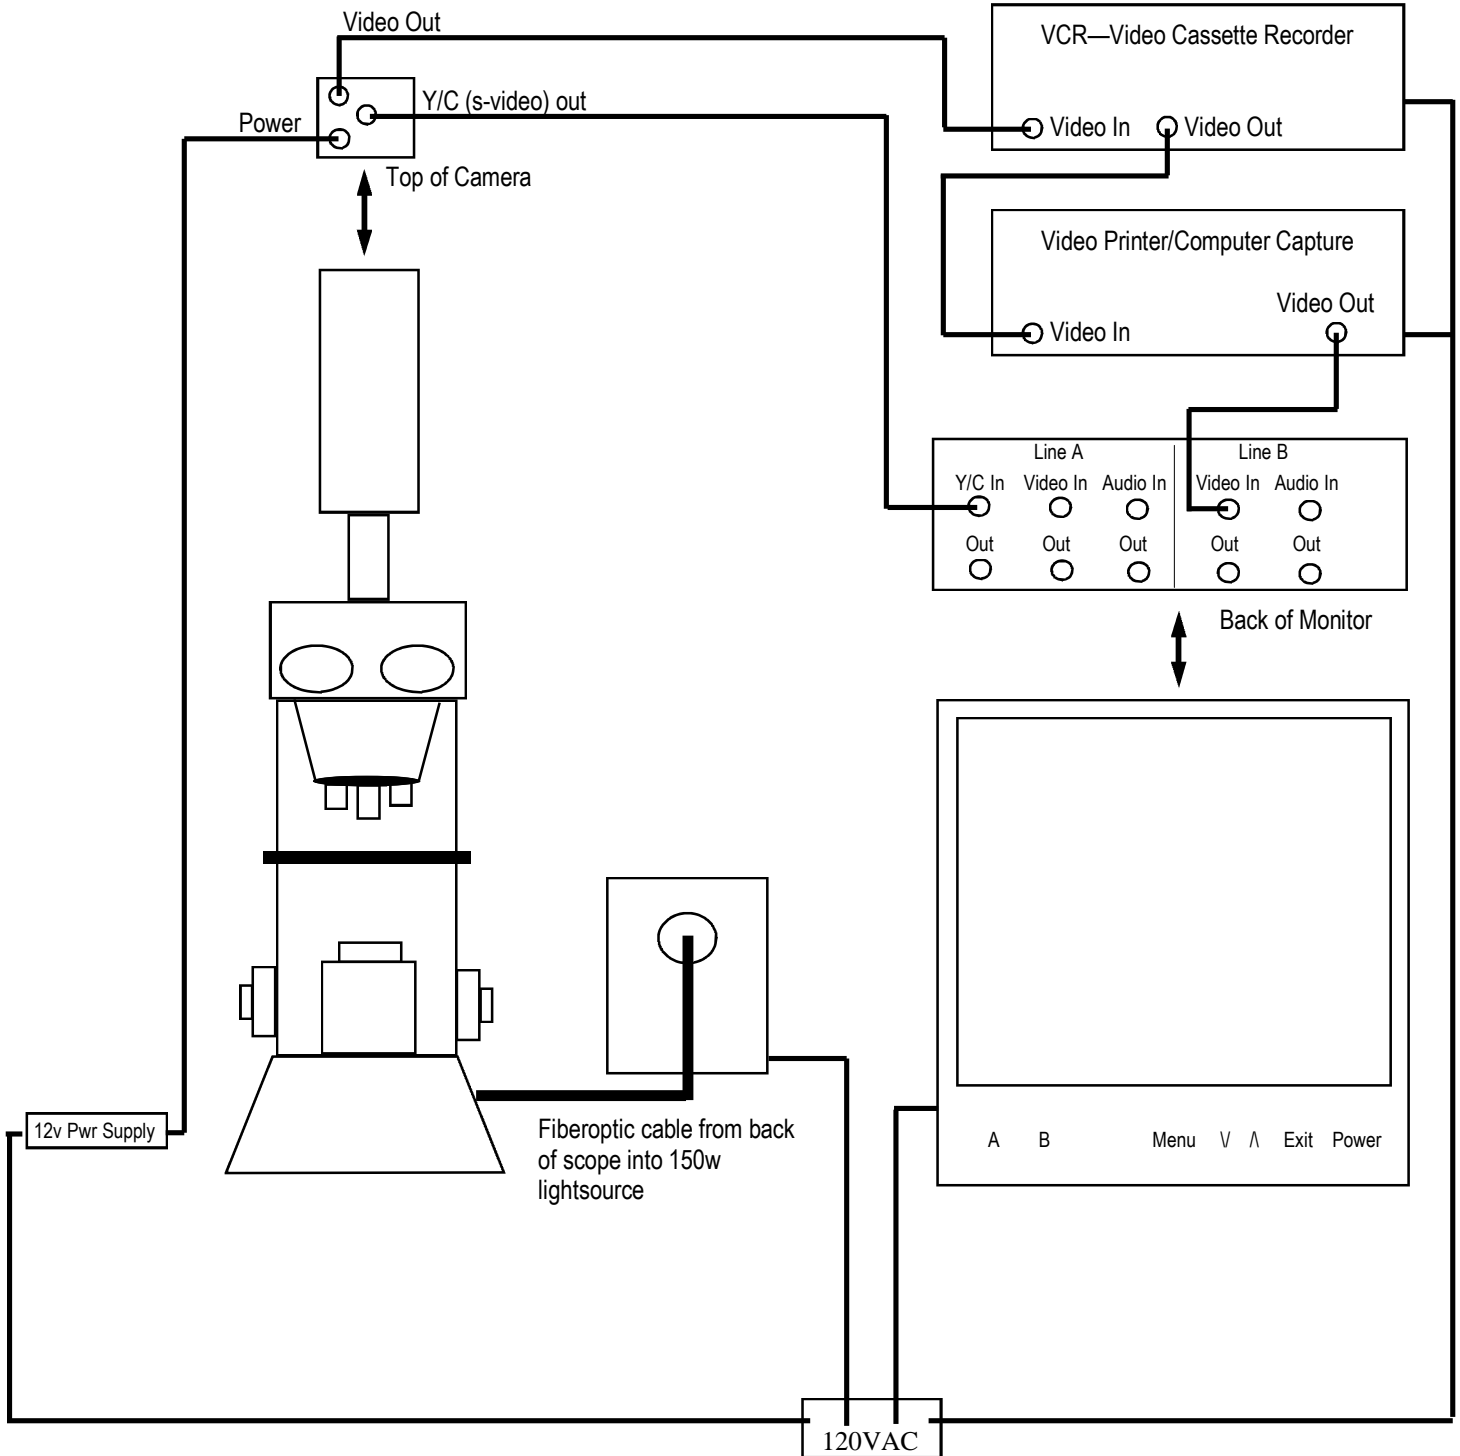 Video Out
VCR—Video Cassette Recorder
Y/C (s-video) out
Power
Video In
Video Out
Top of Camera
Video Printer/Computer Capture
Video Out
Video In
Line A
Line B
Y/C In
Video In
Audio In
Video In
Audio In
Out
Out
Out
Out
Out
Back of Monitor
12v Pwr Supply
Fiberoptic cable from back
of scope into 150w
lightsource
A
B
Menu
\/
/\
Exit
Power
120VAC